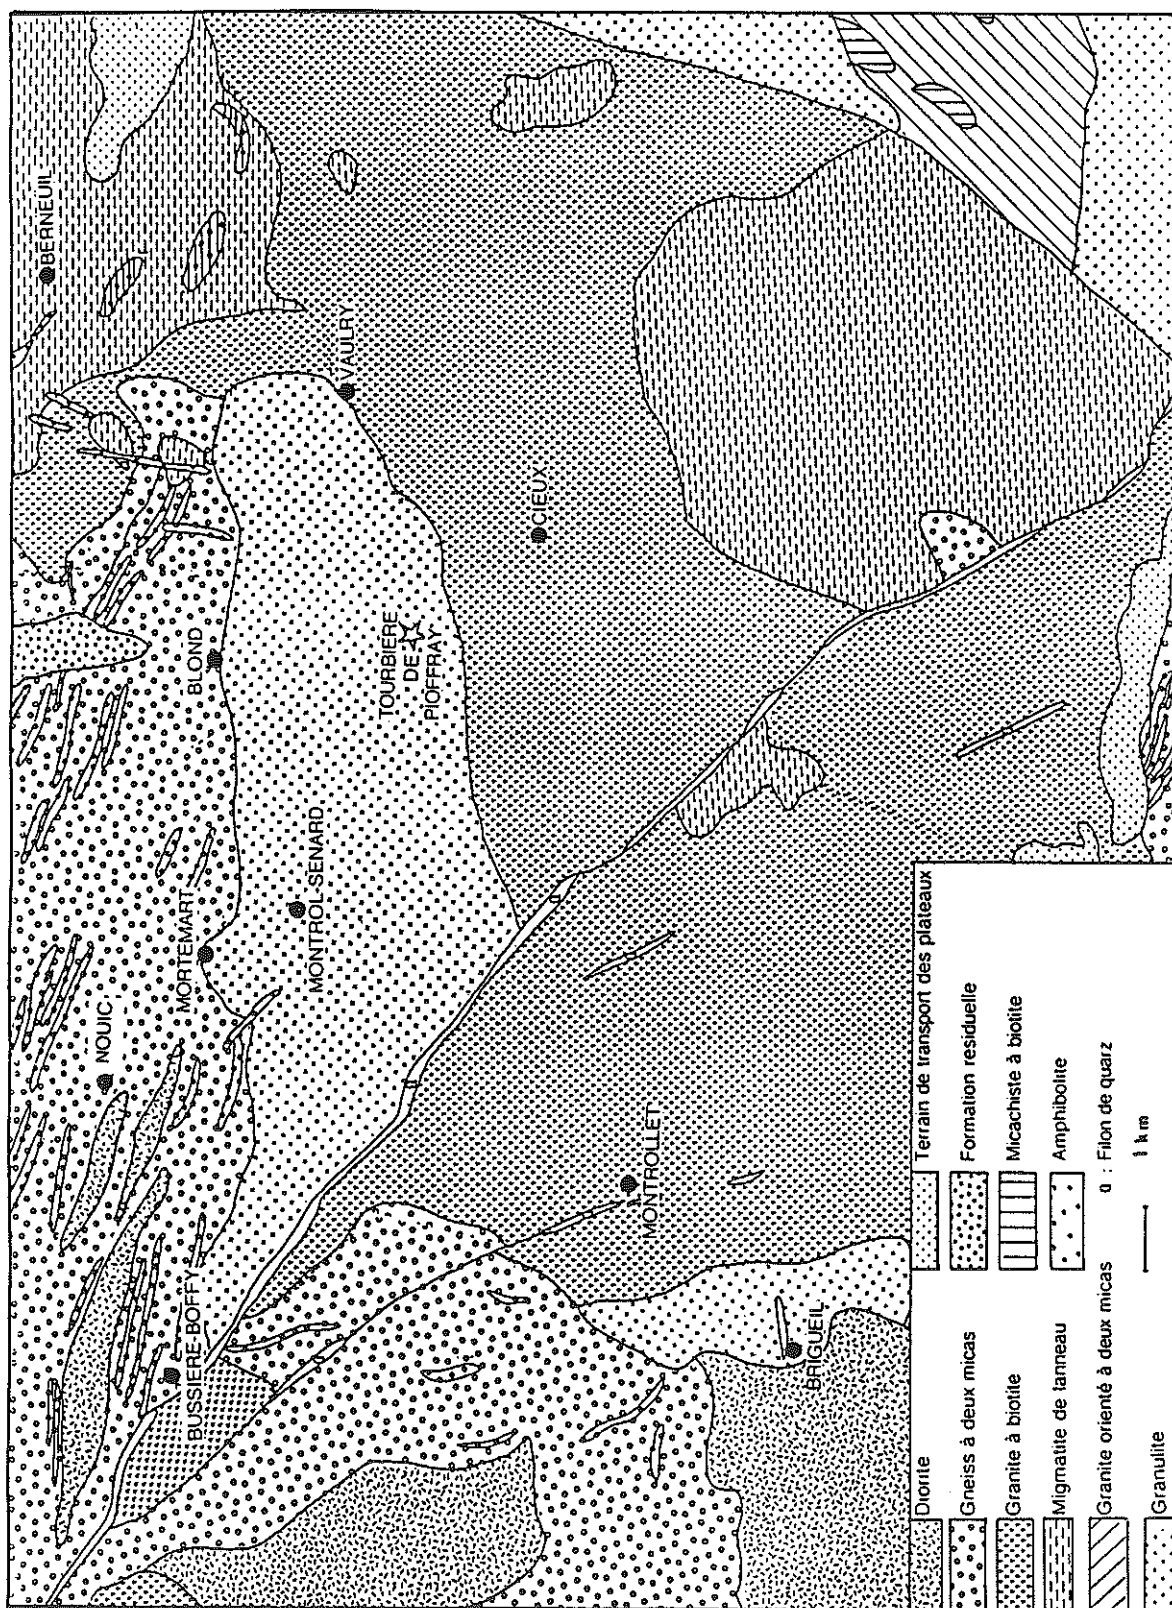 BERNEUIL
VAULRY
BLOND
CIEUX
TOURBIERE
DE
PIOFFRAY
MORTEMART
MONTROL-SENARD
NOUIC
BUSSIERE BOFFY
MONTROLLET
BRIGUEIL
Diorite
Gneiss à deux micas
Granite à biotite
Migmatite de lanneau
Granite orienté à deux micas
Granulite
Terrain de transport des plateaux
Formation residuelle
Micachiste à biotite
Amphibolite
: Filon de quarz
1 km